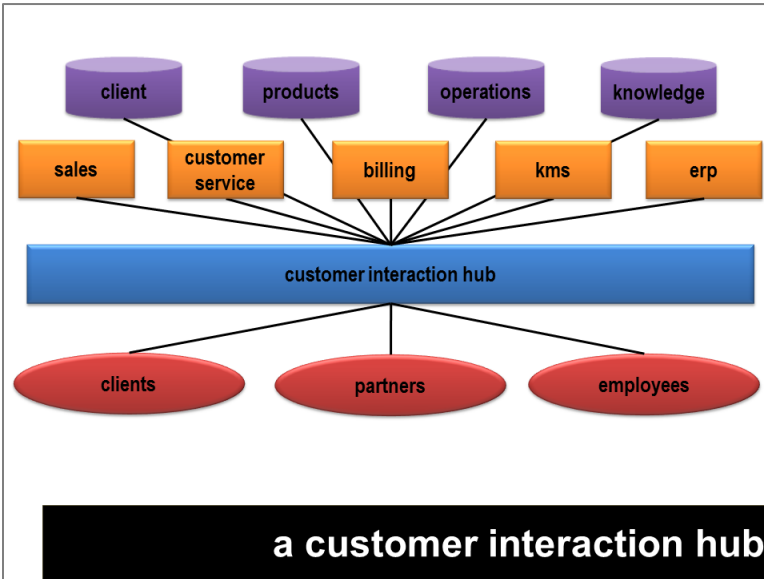 client
products
operations
knowledge
sales
customer
service
billing
kms
erp
customer interaction hub
clients
partners
employees
a customer interaction hub